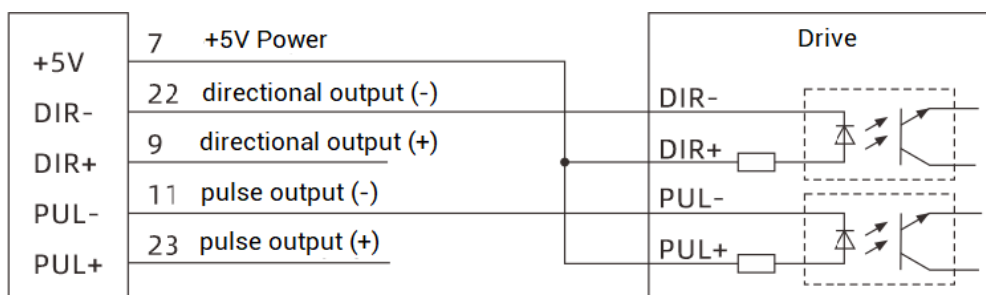 7 +5V Power
Drive
+5V
22 directional output (-)
DIR-
DIR-
9 directional output (+)
DIR+
DIR+
11 pulse output (-)
PUL-
PUL-
23 pulse output (+)
PUL+
PUL+